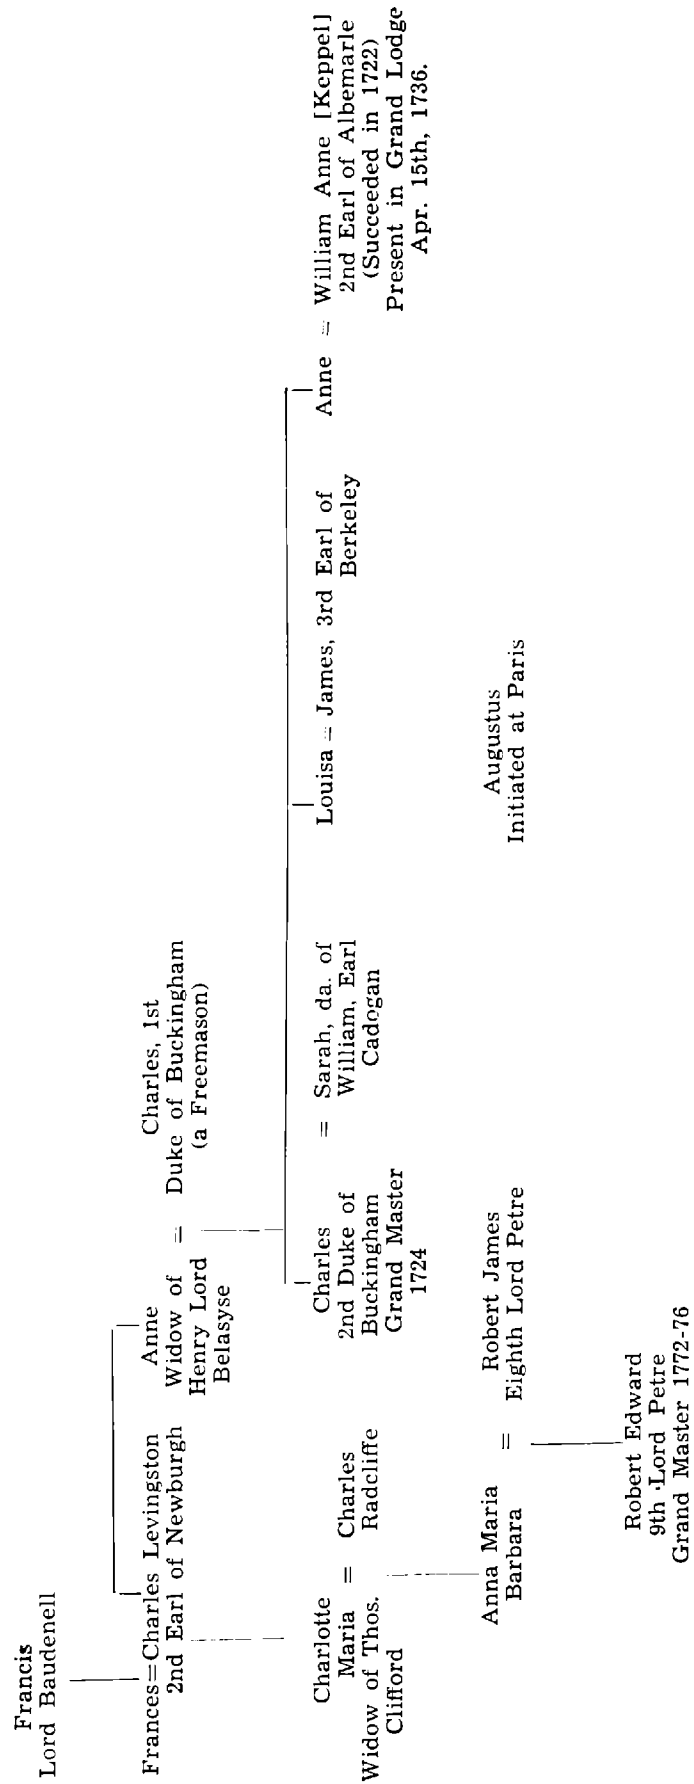 Francis
Lord Baudenell
Frances=Charles Levingston
2nd Earl of Newburgh
Anne
Widow of
Henry Lord
Belasyse
=
Charles, 1st
Duke of Buckingham
(a Freemason)
Charlotte
Maria
Widow of Thos.
Clifford
=
Charles
Radcliffe
Charles
2nd Duke of
Buckingham
Grand Master
1724
=
Sarah, da. of
William, Earl
Cadogan
Louisa = James, 3rd Earl of
Berkeley
Anne = William Anne [Keppel]
2nd Earl of Albemarle
(Succeeded in 1722)
Present in Grand Lodge
Apr. 15th, 1736.
Anna Maria
Barbara
=
Robert James
Eighth Lord Petre
Augustus
Initiated at Paris
Robert Edward
9th Lord Petre
Grand Master 1772-76